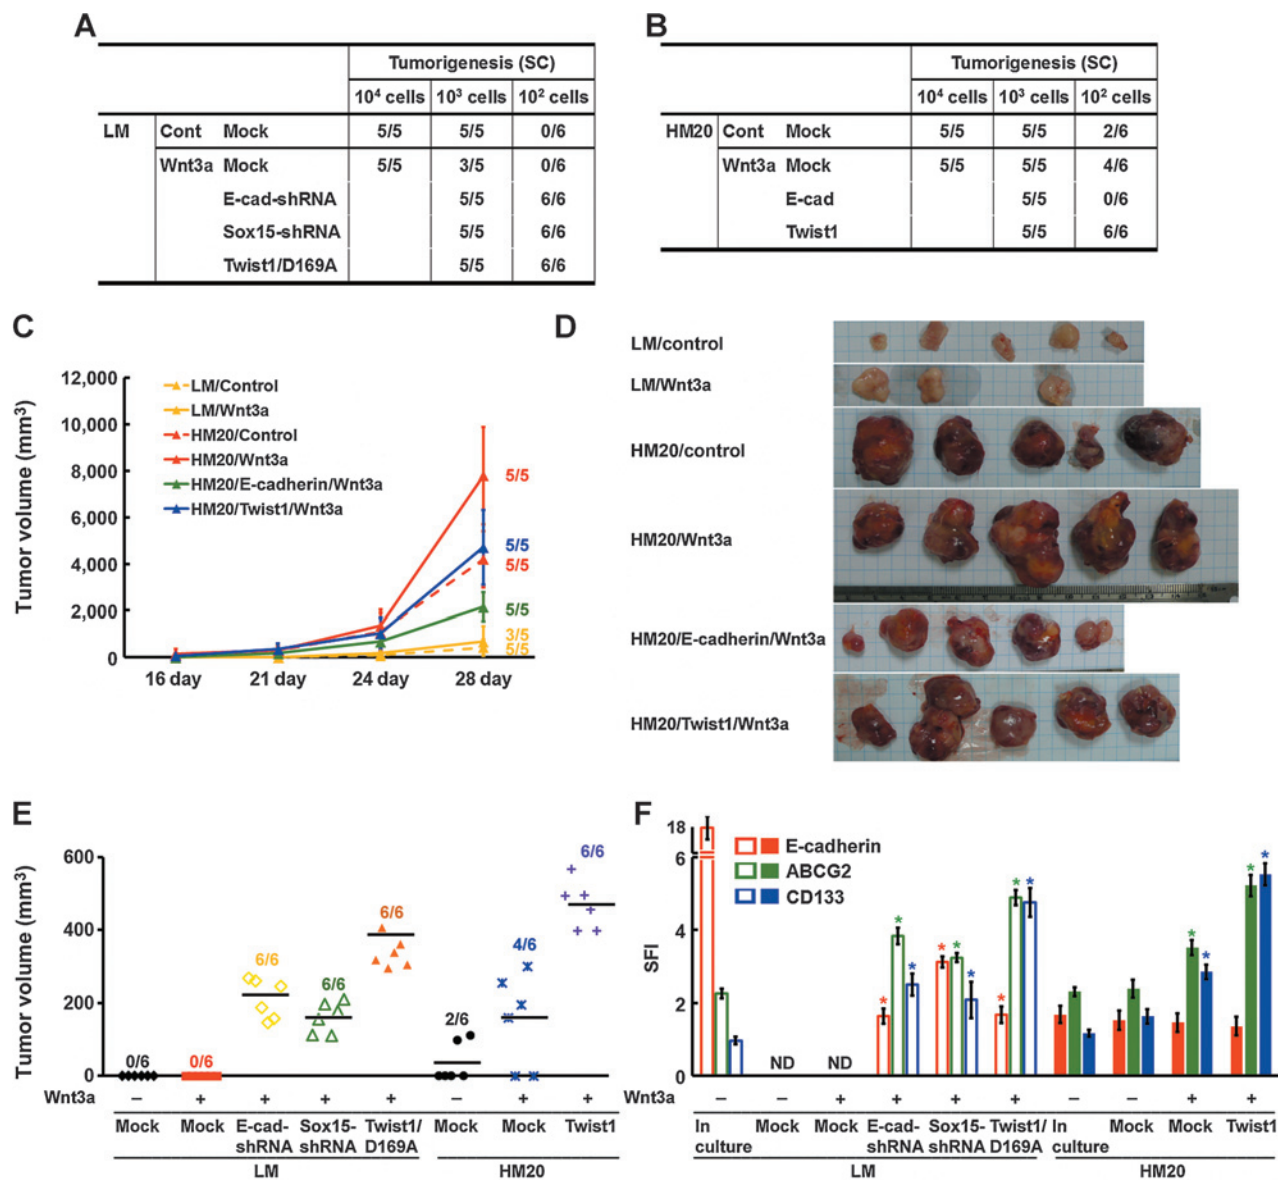 A
Tumorigenesis (SC)
10⁴ cells 10³ cells 10² cells
LM Cont Mock 5/5 5/5 0/6
Wnt3a Mock 5/5 3/5 0/6
E-cad-shRNA 5/5 6/6
Sox15-shRNA 5/5 6/6
Twist1/D169A 5/5 6/6
B
Tumorigenesis (SC)
10⁴ cells 10³ cells 10² cells
HM20 Cont Mock 5/5 5/5 2/6
Wnt3a Mock 5/5 5/5 4/6
E-cad 5/5 0/6
Twist1 5/5 6/6
C
Tumor volume (mm³)
12,000
10,000
8,000
6,000
4,000
2,000
0
LM/Control
LM/Wnt3a
HM20/Control
HM20/Wnt3a
HM20/E-cadherin/Wnt3a
HM20/Twist1/Wnt3a
5/5
5/5
5/5
5/5
3/5
5/5
16 day 21 day 24 day 28 day
D
LM/control
LM/Wnt3a
HM20/control
HM20/Wnt3a
HM20/E-cadherin/Wnt3a
HM20/Twist1/Wnt3a
E
Tumor volume (mm³)
600
400
200
0
0/6 0/6 6/6 6/6 6/6 2/6 4/6 6/6
Wnt3a – + + + + – + +
Mock Mock E-cad- Sox15- Twist1/ Mock Mock Twist1
shRNA shRNA D169A
LM HM20
F
SFI
18
6
4
2
0
E-cadherin
ABCG2
CD133
* * * * * * * * * * * * *
ND ND
Wnt3a – – + + + + – – + +
In Mock Mock E-cad- Sox15- Twist1/ In Mock Mock Twist1
culture shRNA shRNA D169A culture
LM HM20